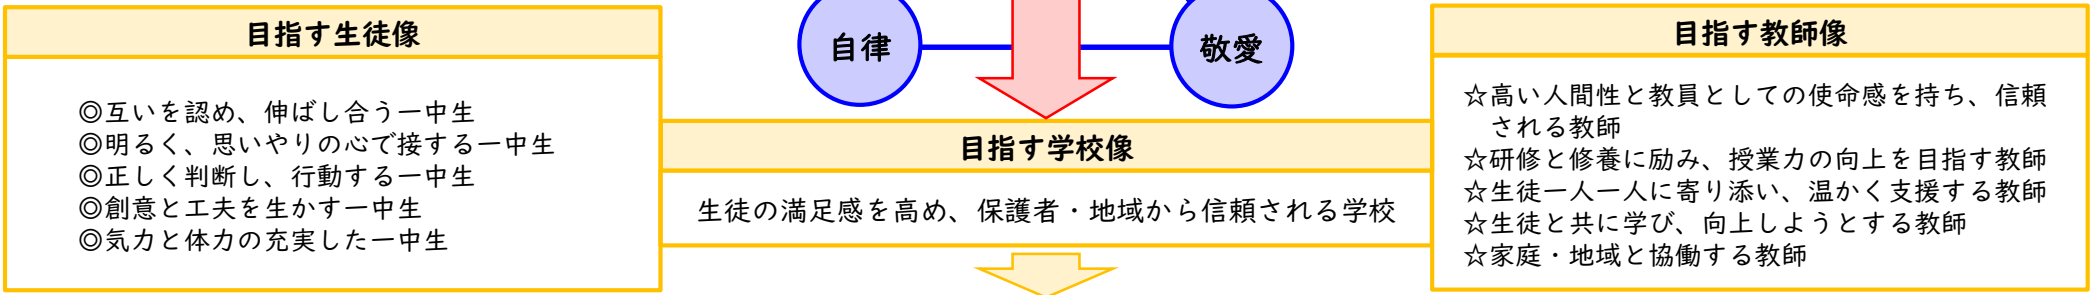 目指す生徒像
◎互いを認め、伸ばし合う一中生
◎明るく、思いやりの心で接する一中生
◎正しく判断し、行動する一中生
◎創意と工夫を生かす一中生
◎気力と体力の充実した一中生
自律
敬愛
目指す学校像
生徒の満足感を高め、保護者・地域から信頼される学校
目指す教師像
☆高い人間性と教員としての使命感を持ち、信頼
される教師
☆研修と修養に励み、授業力の向上を目指す教師
☆生徒一人一人に寄り添い、温かく支援する教師
☆生徒と共に学び、向上しようとする教師
☆家庭・地域と協働する教師